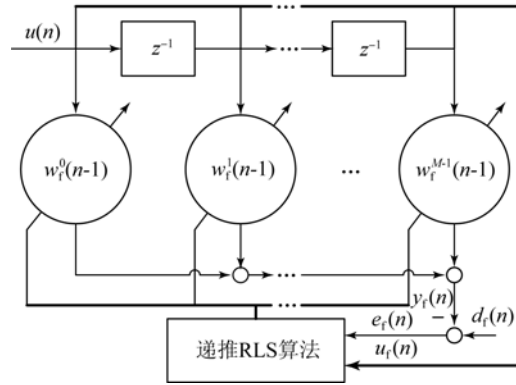 u(n)
z⁻¹
...
z⁻¹
w_f^0(n-1)
w_f^1(n-1)
...
w_f^{M-1}(n-1)
...
y_f(n)
−
e_f(n)
d_f(n)
递推RLS算法
u_f(n)